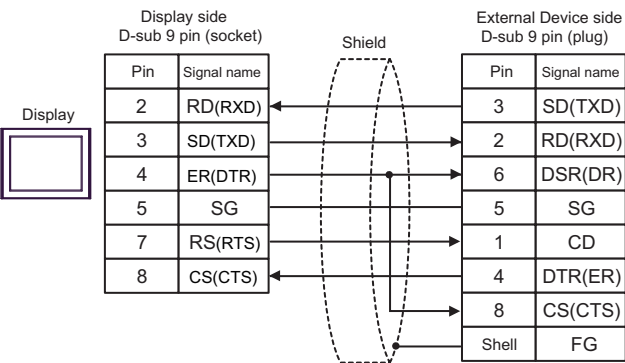 Display side
D-sub 9 pin (socket)
External Device side
D-sub 9 pin (plug)
Shield
Display
Pin Signal name
2 RD(RXD)
3 SD(TXD)
4 ER(DTR)
5 SG
7 RS(RTS)
8 CS(CTS)
Pin Signal name
3 SD(TXD)
2 RD(RXD)
6 DSR(DR)
5 SG
1 CD
4 DTR(ER)
8 CS(CTS)
Shell FG